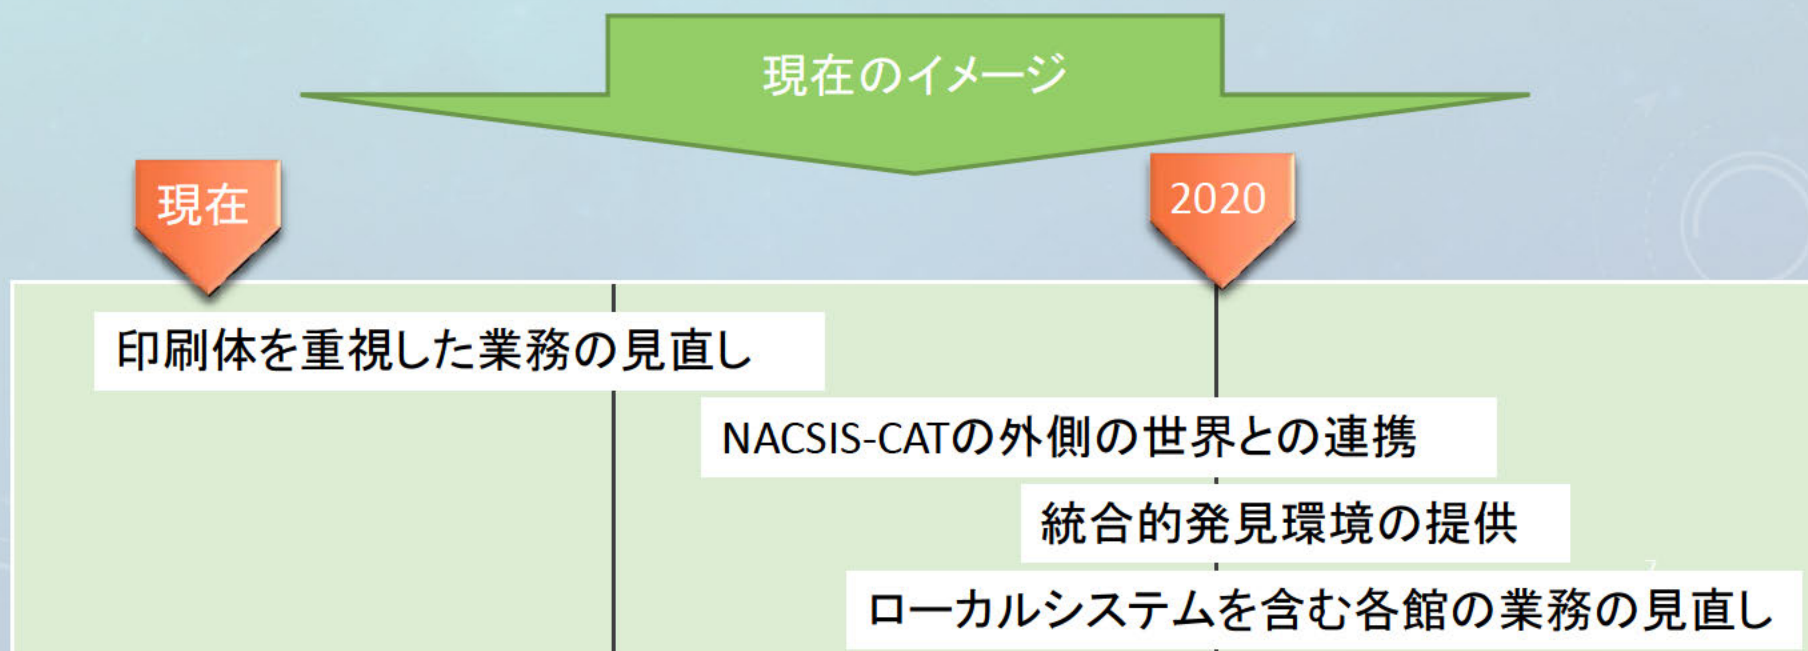 現在のイメージ
現在
2020
印刷体を重視した業務の見直し
NACSIS-CATの外側の世界との連携
統合的発見環境の提供
7
ローカルシステムを含む各館の業務の見直し